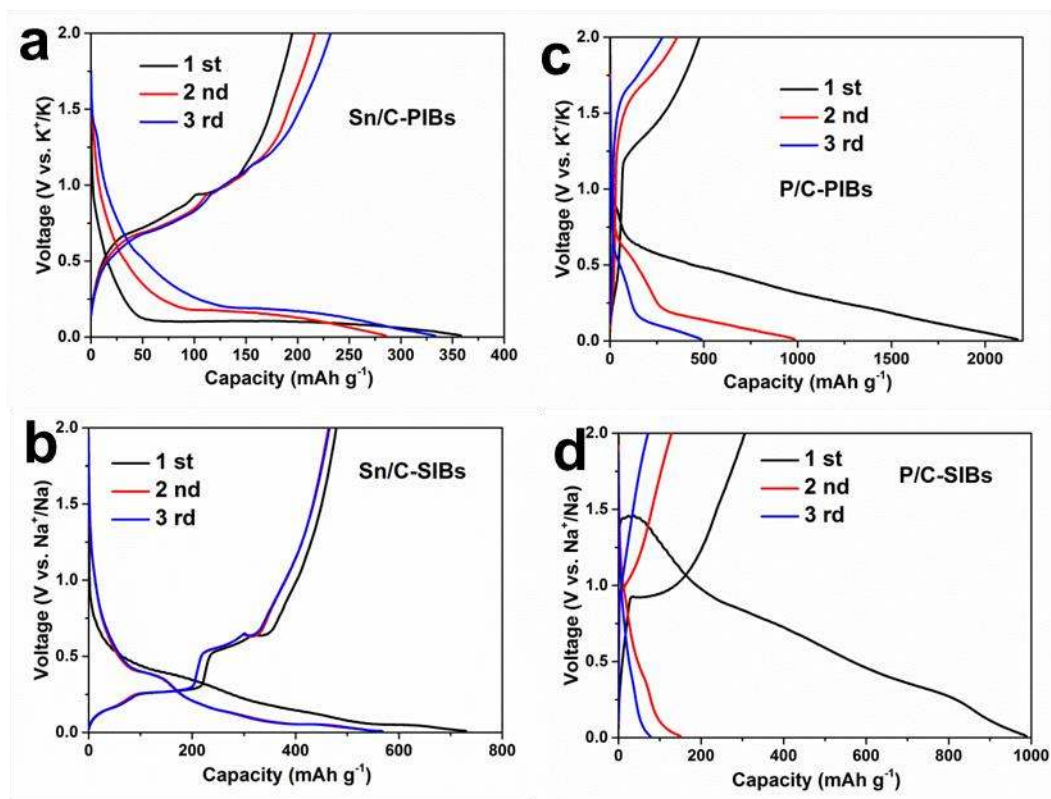 a
2.0
1.5
1.0
0.5
0.0
Voltage (V vs. K⁺/K)
1 st
2 nd
3 rd
Sn/C-PIBs
0 50 100 150 200 250 300 350 400
Capacity (mAh g⁻¹)
c
2.0
1.5
1.0
0.5
0.0
Voltage (V vs. K⁺/K)
1 st
2 nd
3 rd
P/C-PIBs
0 500 1000 1500 2000
Capacity (mAh g⁻¹)
b
2.0
1.5
1.0
0.5
0.0
Voltage (V vs. Na⁺/Na)
1 st
2 nd
3 rd
Sn/C-SIBs
0 200 400 600 800
Capacity (mAh g⁻¹)
d
2.0
1.5
1.0
0.5
0.0
Voltage (V vs. Na⁺/Na)
1 st
2 nd
3 rd
P/C-SIBs
0 200 400 600 800 1000
Capacity (mAh g⁻¹)